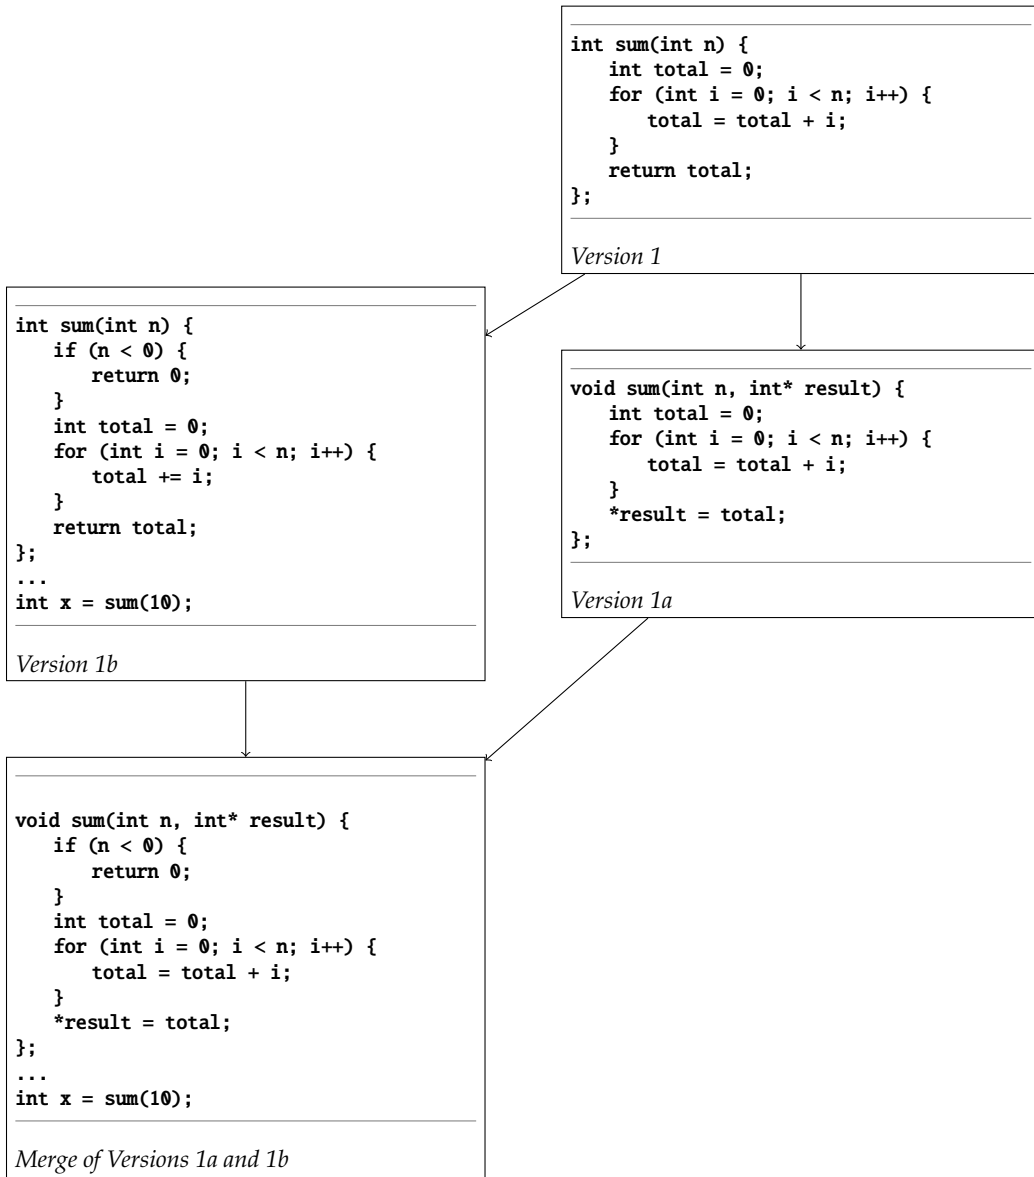 int sum(int n) {
    int total = 0;
    for (int i = 0; i < n; i++) {
        total = total + i;
    }
    return total;
};
Version 1
int sum(int n) {
    if (n < 0) {
        return 0;
    }
    int total = 0;
    for (int i = 0; i < n; i++) {
        total += i;
    }
    return total;
};
...
int x = sum(10);
Version 1b
void sum(int n, int* result) {
    int total = 0;
    for (int i = 0; i < n; i++) {
        total = total + i;
    }
    *result = total;
};
Version 1a
void sum(int n, int* result) {
    if (n < 0) {
        return 0;
    }
    int total = 0;
    for (int i = 0; i < n; i++) {
        total = total + i;
    }
    *result = total;
};
...
int x = sum(10);
Merge of Versions 1a and 1b